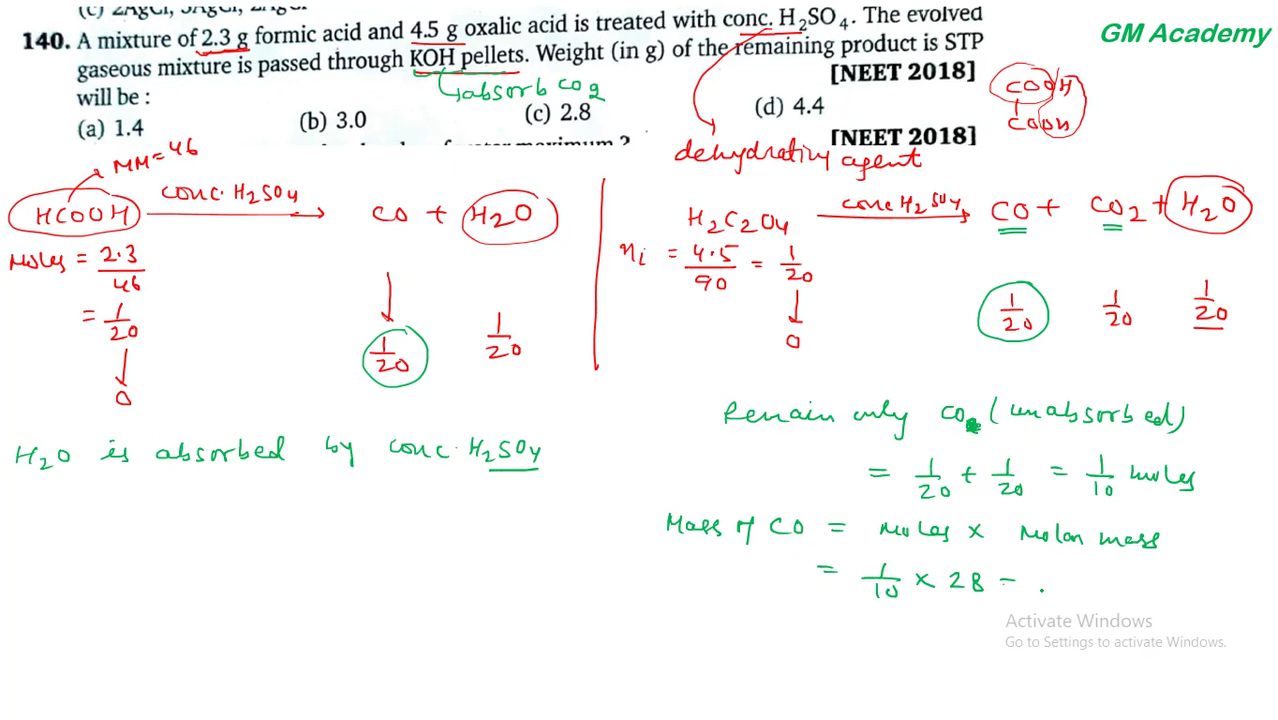 (c) 2AgCl, 3AgCl, 2AgCl
GM Academy
140. A mixture of 2.3 g formic acid and 4.5 g oxalic acid is treated with conc. H₂SO₄. The evolved
gaseous mixture is passed through KOH pellets. Weight (in g) of the remaining product is STP
will be :
[NEET 2018]
absorb CO₂
(a) 1.4
(b) 3.0
(c) 2.8
(d) 4.4
[NEET 2018]
COOH
COOH
dehydrating agent
MM=46
HCOOH
conc. H₂SO₄
CO + H₂O
H₂C₂O₄
conc H₂SO₄
CO + CO₂ + H₂O
Moles = 2.3/46
= 1/20
0
1/20
1/20
ni = 4.5/90 = 1/20
0
1/20
1/20
1/20
H₂O is absorbed by conc. H₂SO₄
Remain only CO (unabsorbed)
= 1/20 + 1/20 = 1/10 moles
Mass of CO = Moles × Molar mass
= 1/10 × 28 =
Activate Windows
Go to Settings to activate Windows.